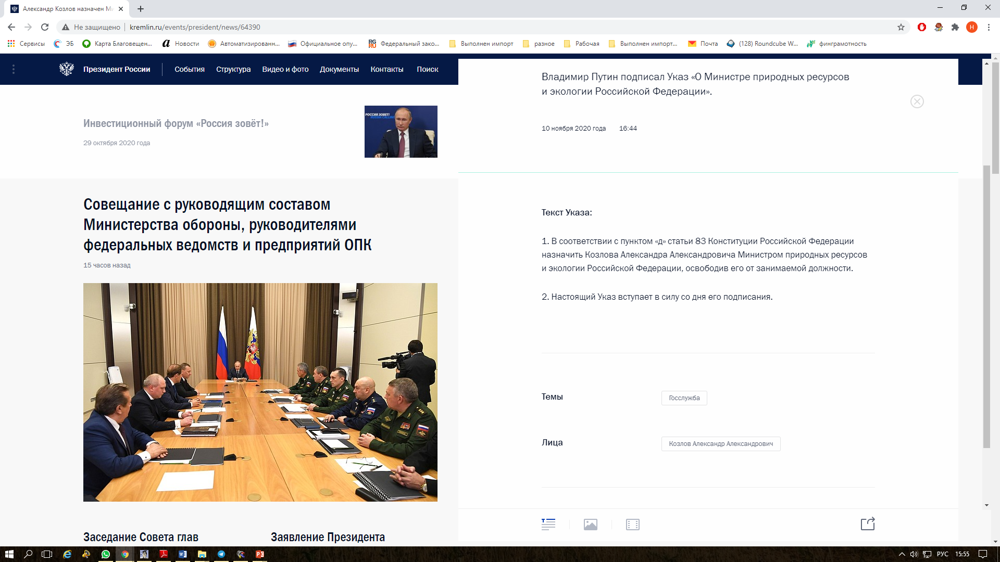 Александр Козлов назначен Ми
Не защищено
kremlin.ru/events/president/news/64390
Н
Сервисы
ЭБ
Карта Благовещен...
Новости
Автоматизированн...
Официальное опу...
Федеральный зако...
Выполнен импорт
разное
Рабочая
Выполнен импорт...
Почта
(128) Roundcube W...
финграмотность
Президент России
События
Структура
Видео и фото
Документы
Контакты
Поиск
Инвестиционный форум «Россия зовёт!»
29 октября 2020 года
РОССИЯ ЗОВЕТ!
RUSSIA CALLING
Совещание с руководящим составом
Министерства обороны, руководителями
федеральных ведомств и предприятий ОПК
15 часов назад
Заседание Совета глав
Заявление Президента
Владимир Путин подписал Указ «О Министре природных ресурсов
и экологии Российской Федерации».
10 ноября 2020 года
16:44
Текст Указа:
1. В соответствии с пунктом «д» статьи 83 Конституции Российской Федерации
назначить Козлова Александра Александровича Министром природных ресурсов
и экологии Российской Федерации, освободив его от занимаемой должности.
2. Настоящий Указ вступает в силу со дня его подписания.
Темы
Госслужба
Лица
Козлов Александр Александрович
РУС
15:55